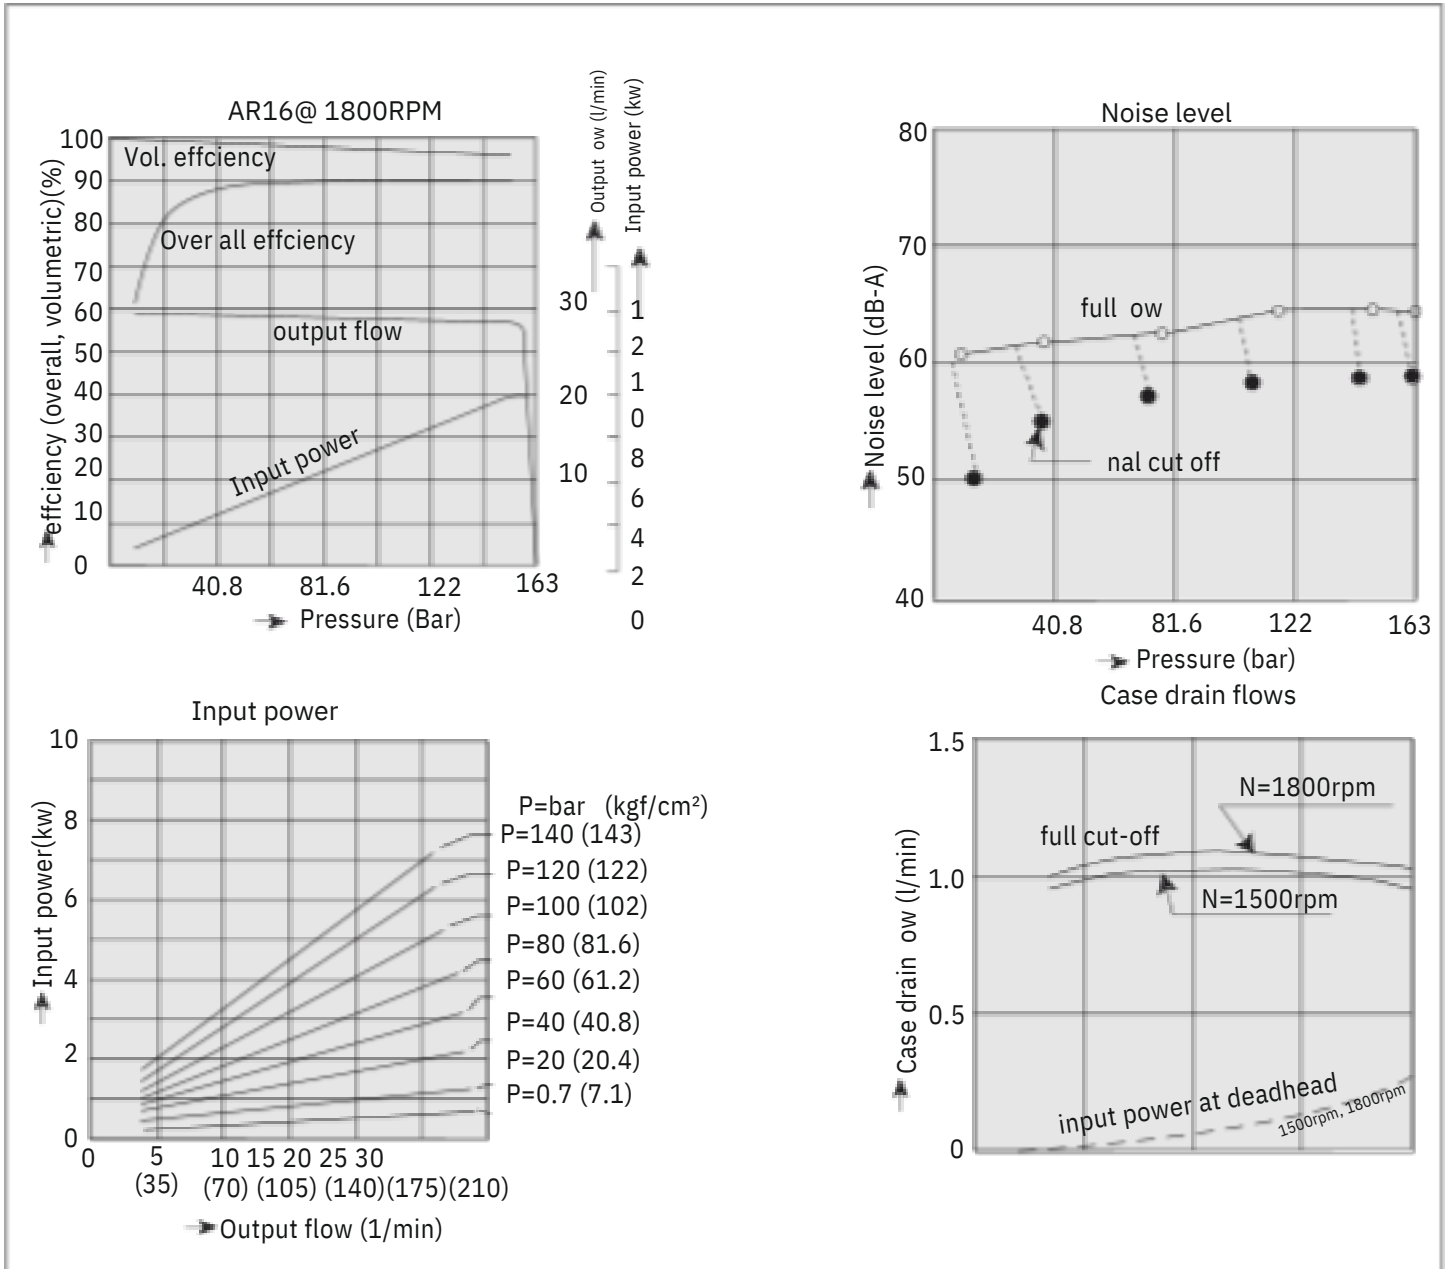 AR16@ 1800RPM
Output ow (l/min)
Input power (kw)
effciency (overall, volumetric)(%)
100
90
80
70
60
50
40
30
20
10
0
Vol. effciency
Over all effciency
output flow
Input power
40.8 81.6 122 163
Pressure (Bar)
30
20
10
1
2
1
0
8
6
4
2
0
Noise level
Noise level (dB-A)
80
70
60
50
40
full ow
nal cut off
40.8 81.6 122 163
Pressure (bar)
Input power
Input power(kw)
10
8
6
4
2
0
P=bar (kgf/cm²)
P=140 (143)
P=120 (122)
P=100 (102)
P=80 (81.6)
P=60 (61.2)
P=40 (40.8)
P=20 (20.4)
P=0.7 (7.1)
0 5 10 15 20 25 30
(35) (70) (105) (140)(175)(210)
Output flow (1/min)
Case drain flows
Case drain ow (l/min)
1.5
1.0
0.5
0
N=1800rpm
full cut-off
N=1500rpm
input power at deadhead
1500rpm, 1800rpm